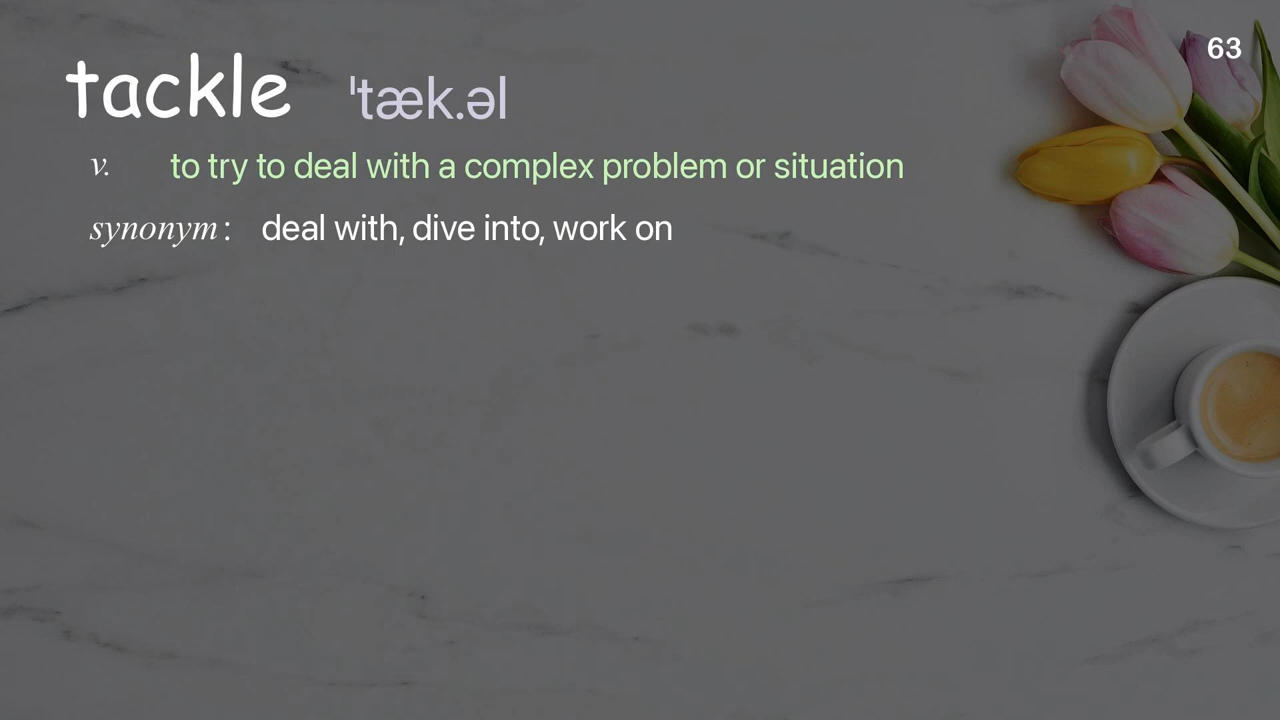 63
tackle ˈtæk.əl
v. to try to deal with a complex problem or situation
synonym : deal with, dive into, work on